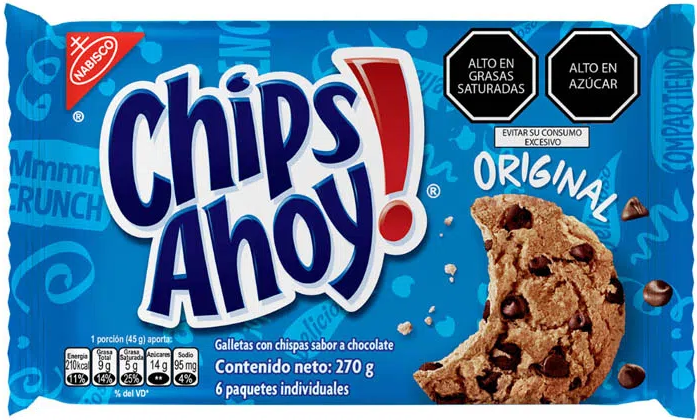 NABISCO
®
Chips
Ahoy!
®
ALTO EN
GRASAS
SATURADAS
ALTO EN
AZÚCAR
EVITAR SU CONSUMO
EXCESIVO
ORIGINAL
Mmmm
CRUNCH
COMPARTIENDO
1 porción (45 g) aporta:
Energía
210kcal
11%
Grasa
Total
9 g
14%
Grasa
Saturada
5 g
25%
Azúcares
14 g
**
Sodio
95 mg
4%
% del VD*
Galletas con chispas sabor a chocolate
Contenido neto: 270 g
6 paquetes individuales